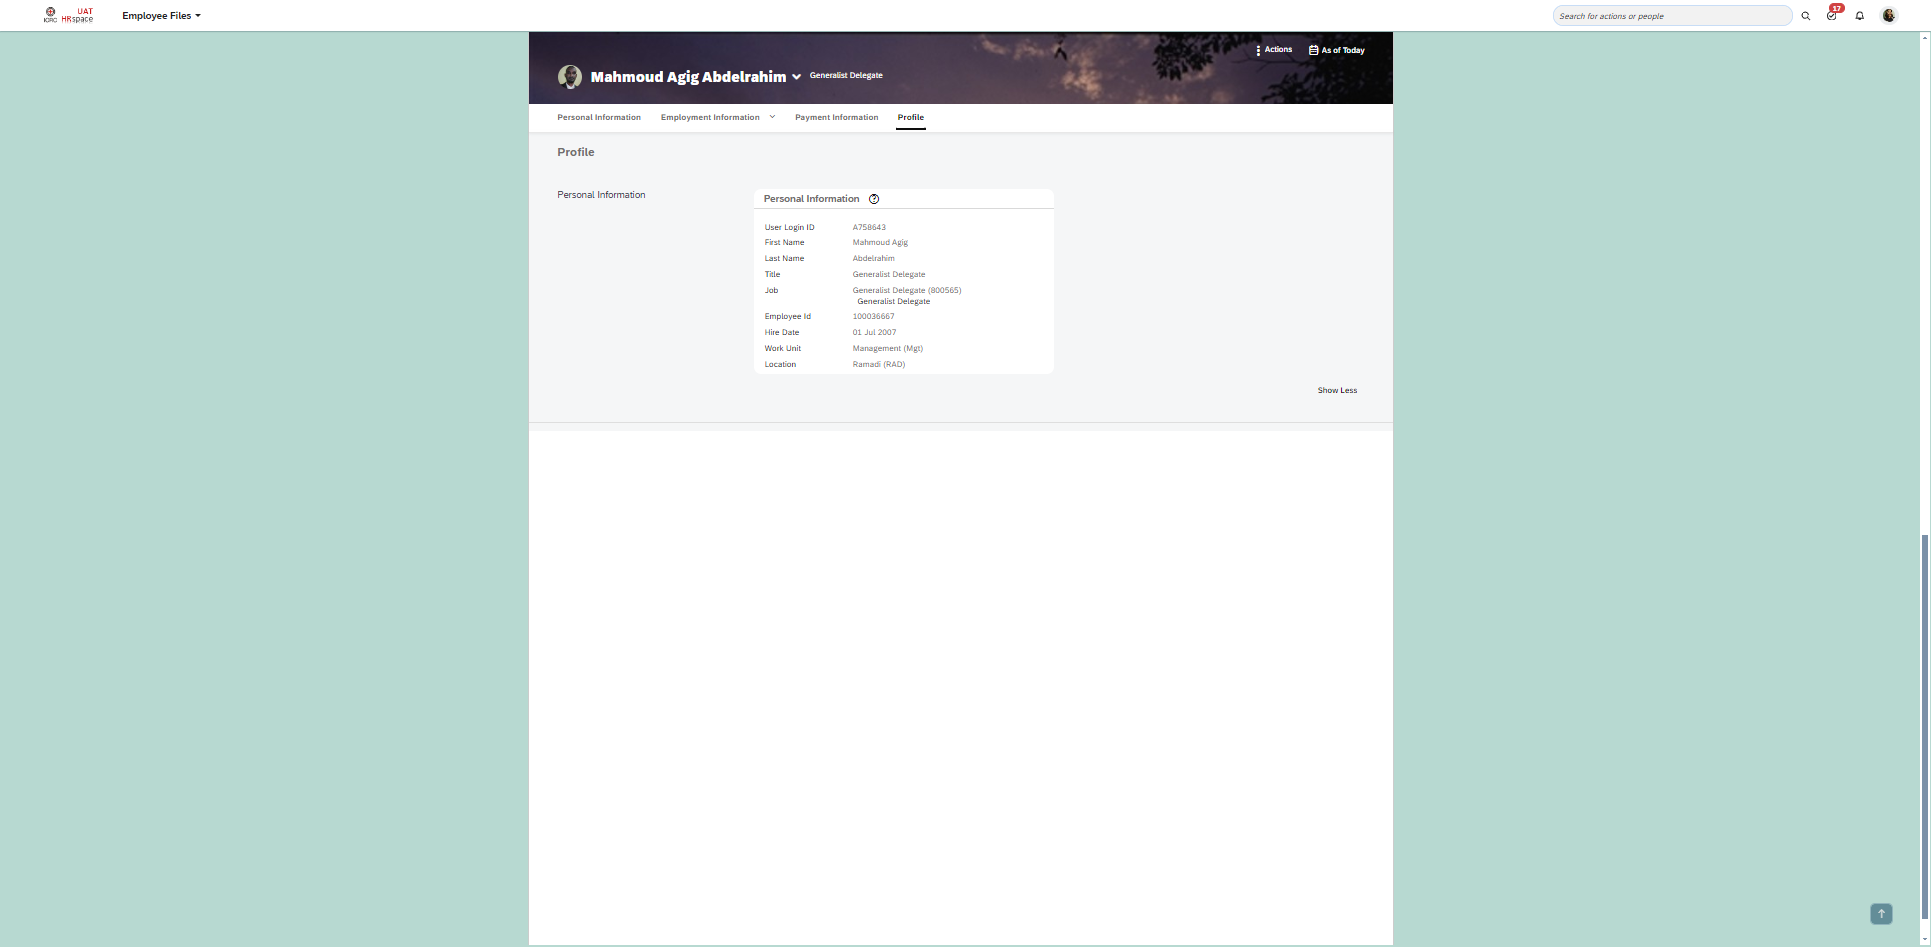 ICRC
UAT
HRspace
Employee Files
Search for actions or people
17
Mahmoud Agig Abdelrahim
Generalist Delegate
Actions
As of Today
Personal Information
Employment Information
Payment Information
Profile
Profile
Personal Information
Personal Information
User Login ID A758643
First Name Mahmoud Agig
Last Name Abdelrahim
Title Generalist Delegate
Job Generalist Delegate (800565)
Generalist Delegate
Employee Id 100036667
Hire Date 01 Jul 2007
Work Unit Management (Mgt)
Location Ramadi (RAD)
Show Less